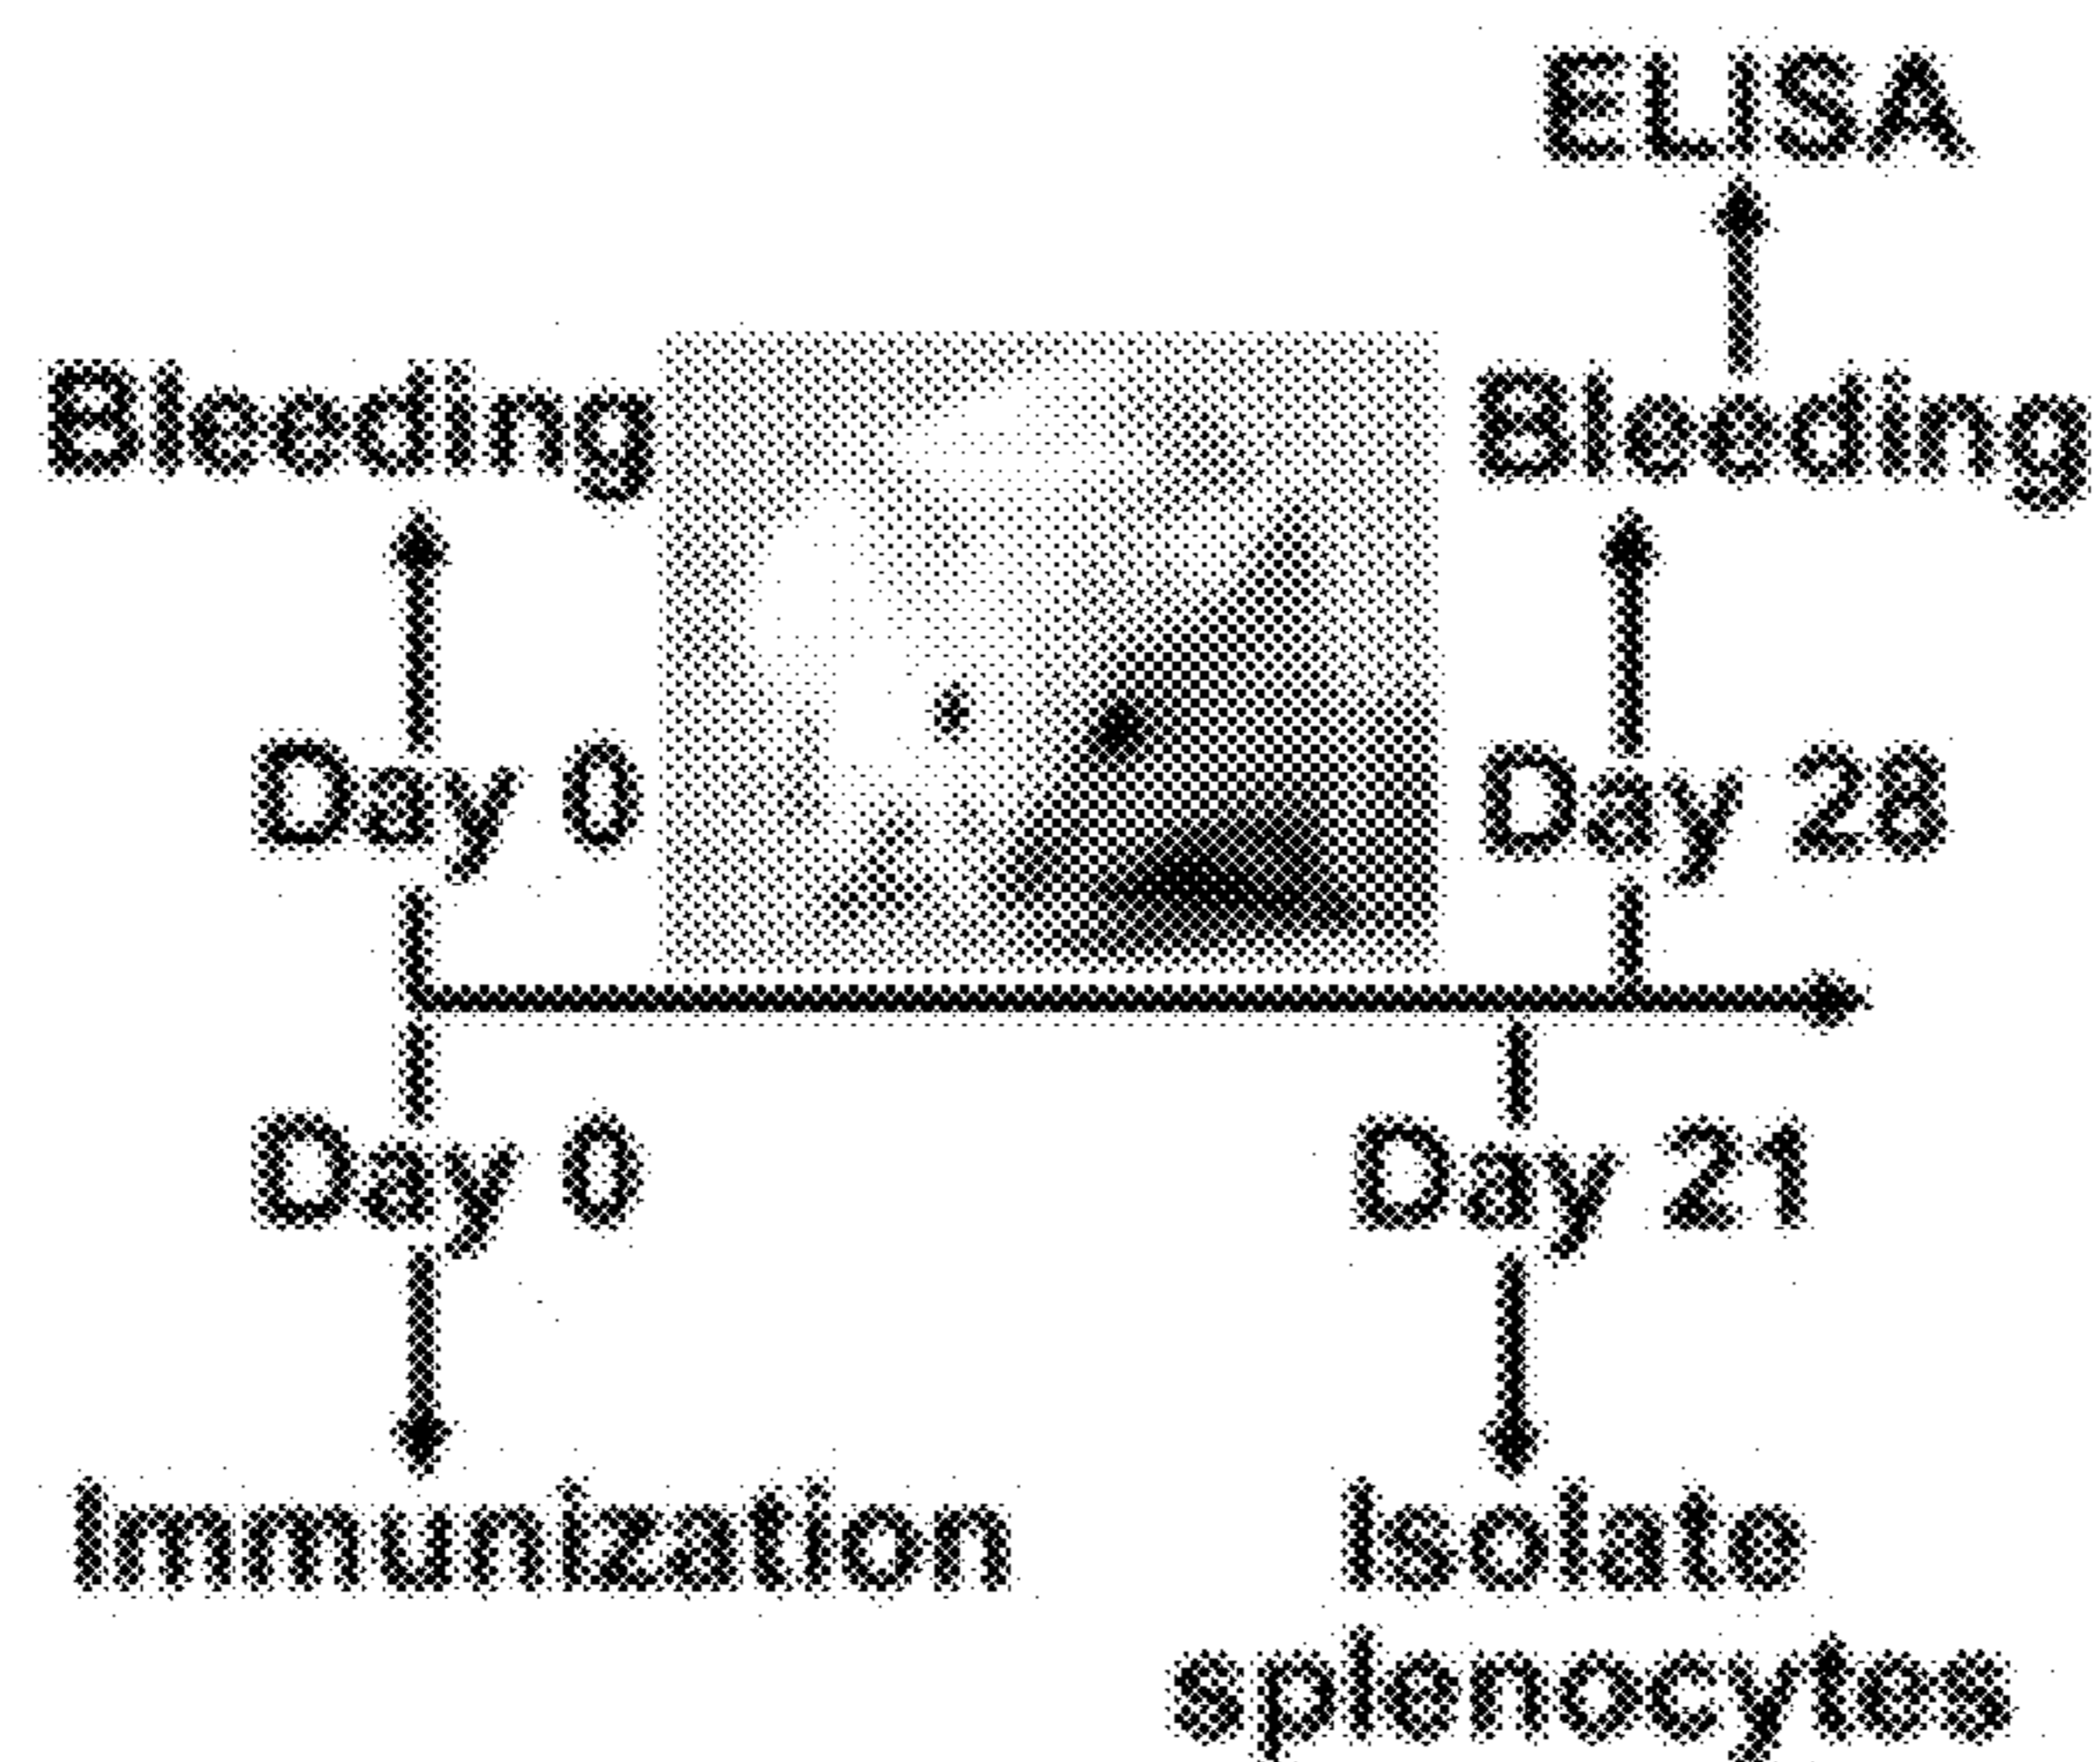 ELISA
Bleeding
Bleeding
Day 0
Day 28
Day 0
Day 21
Immunization
Isolate
splenocytes